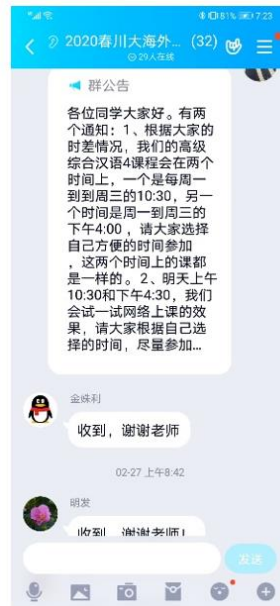 81% 7:23
2020春川大海外... (32)
29人在线
群公告
各位同学大家好。有两
个通知：1、根据大家的
时差情况，我们的高级
综合汉语4课程会在两个
时间上，一个是每周一
到到周三的10:30，另一
个时间是周一到周三的
下午4:00 ，请大家选择
自己方便的时间参加
，这两个时间上的课都
是一样的。2、明天上午
10:30和下午4:30，我们
会试一试网络上课的效
果，请大家根据自己选
择的时间，尽量参加...
金姝利
收到，谢谢老师
02-27 上午8:42
明发
收到，谢谢老师！
发送